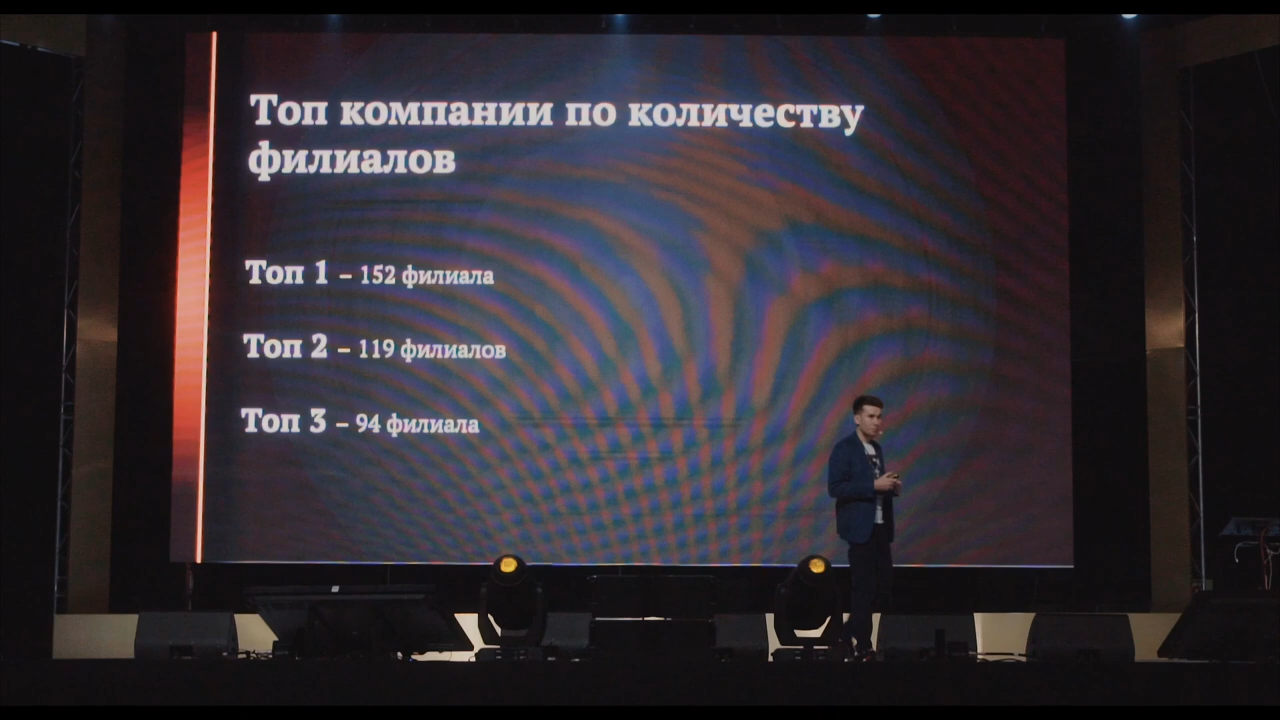 Топ компании по количеству
филиалов
Топ 1 – 152 филиала
Топ 2 – 119 филиалов
Топ 3 – 94 филиала